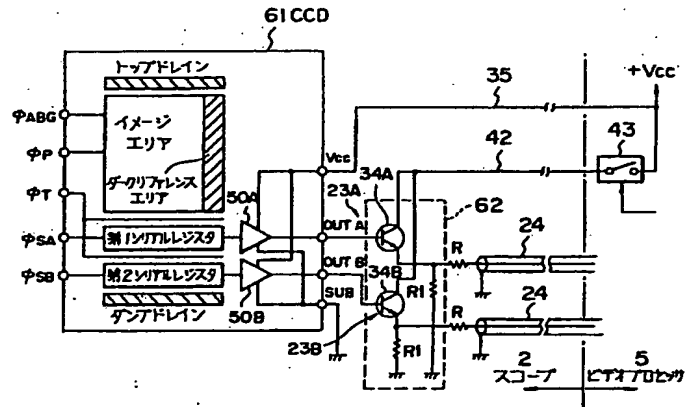 61 CCD
トップドレイン
イメージ
エリア
ダークリファレンス
エリア
第1シリアルレジスタ
第2シリアルレジスタ
ダンプドレイン
φABG
φP
φT
φSA
φSB
50A
50B
Vcc
OUT A
OUT B
SUB
23A
34A
34B
23B
R1
R1
R
R
62
35
42
43
+Vcc
24
24
2
スコープ
5
ビデオプロセッサ